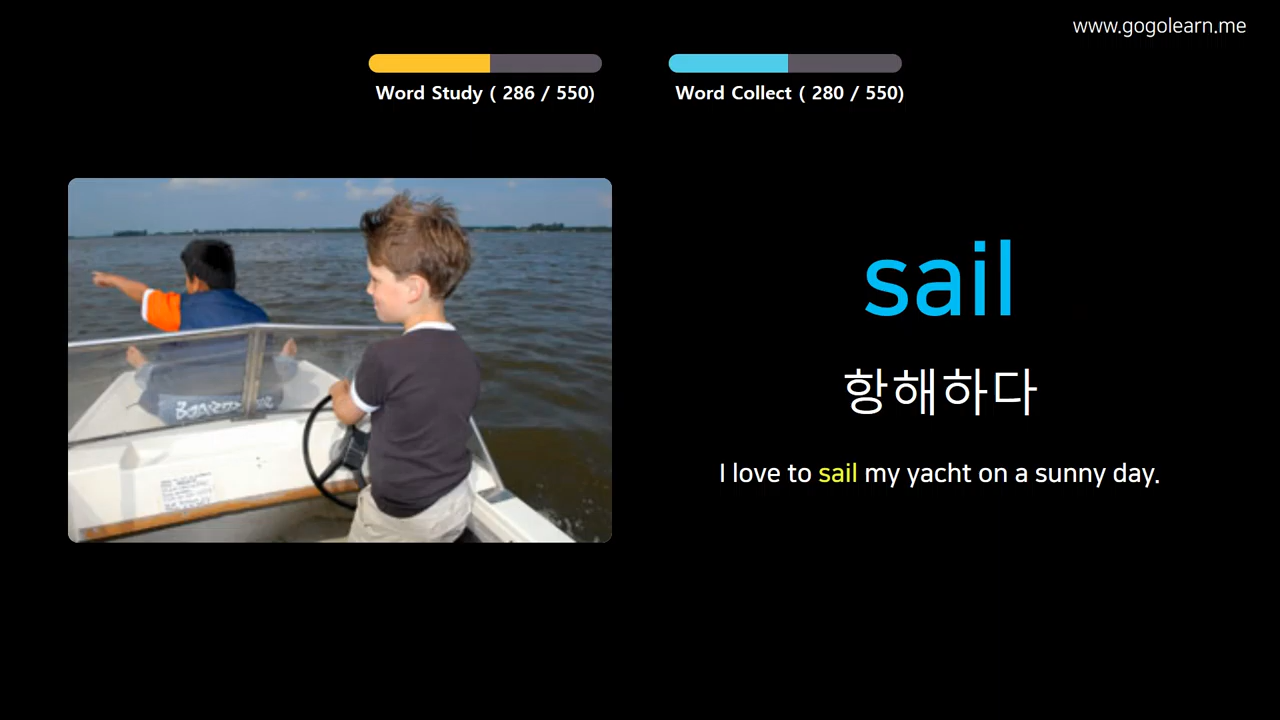 www.gogolearn.me
Word Study ( 286 / 550)
Word Collect ( 280 / 550)
sail
항해하다
I love to sail my yacht on a sunny day.